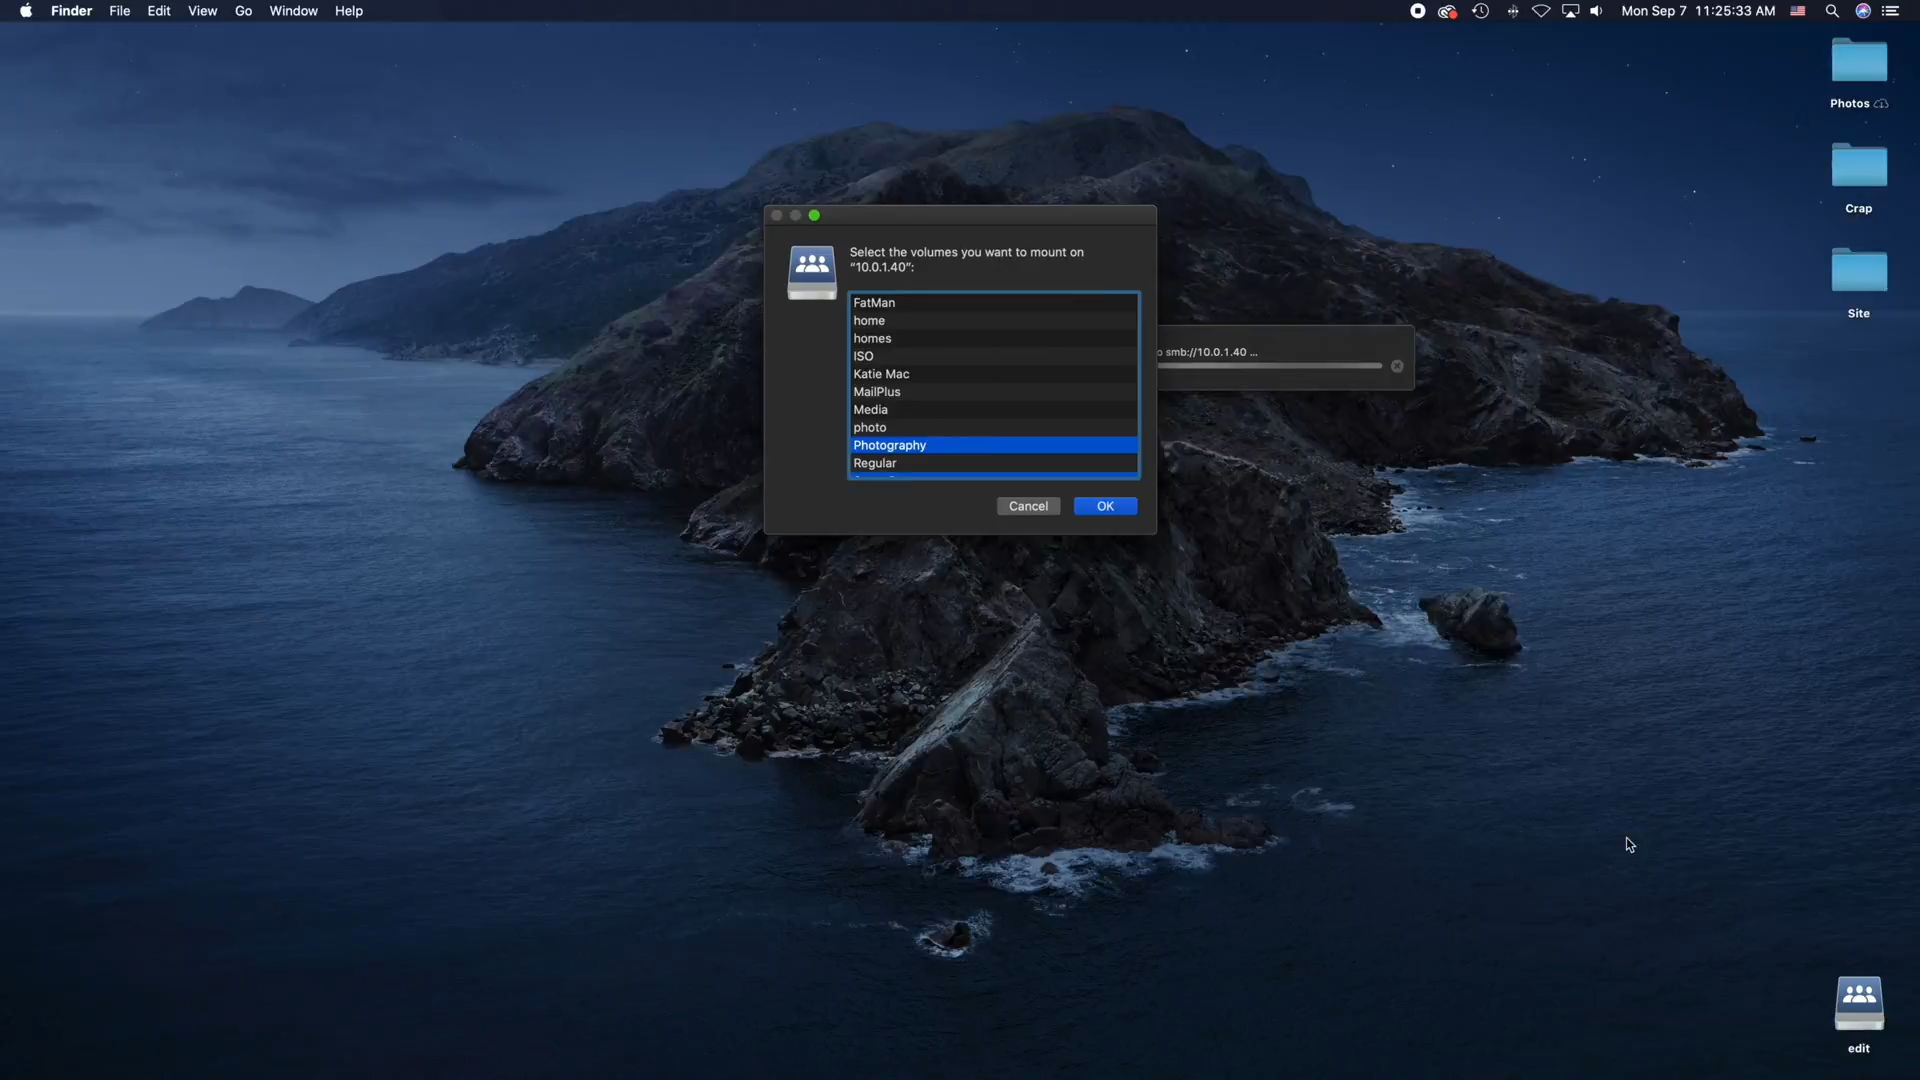 Finder File Edit View Go Window Help
Mon Sep 7 11:25:33 AM
Photos
Crap
Site
Select the volumes you want to mount on
“10.0.1.40”:
FatMan
home
homes
ISO
Katie Mac
MailPlus
Media
photo
Photography
Regular
smb://10.0.1.40 ...
Cancel
OK
edit